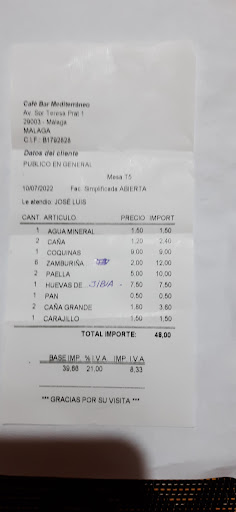 Café Bar Mediterráneo
Av. Sor Teresa Prat 1
29003 - Málaga
MALAGA
C.I.F.: B1792828
Datos del cliente
PUBLICO EN GENERAL
Mesa T5
10/07/2022 Fac. Simplificada ABIERTA
Le atendio: JOSE LUIS
CANT ARTICULO PRECIO IMPORT
1 AGUA MINERAL 1,50 1,50
2 CAÑA 1,20 2,40
1 COQUINAS 9,00 9,00
6 ZAMBURIÑA 2,00 12,00
2 PAELLA 5,00 10,00
1 HUEVAS DE JIBIA 7,50 7,50
1 PAN 0,50 0,50
2 CAÑA GRANDE 1,80 3,60
1 CARAJILLO 1,50 1,50
TOTAL IMPORTE: 48,00
BASE IMP. % I.V.A IMP. I.V.A
39,68 21,00 8,33
*** GRACIAS POR SU VISITA ***